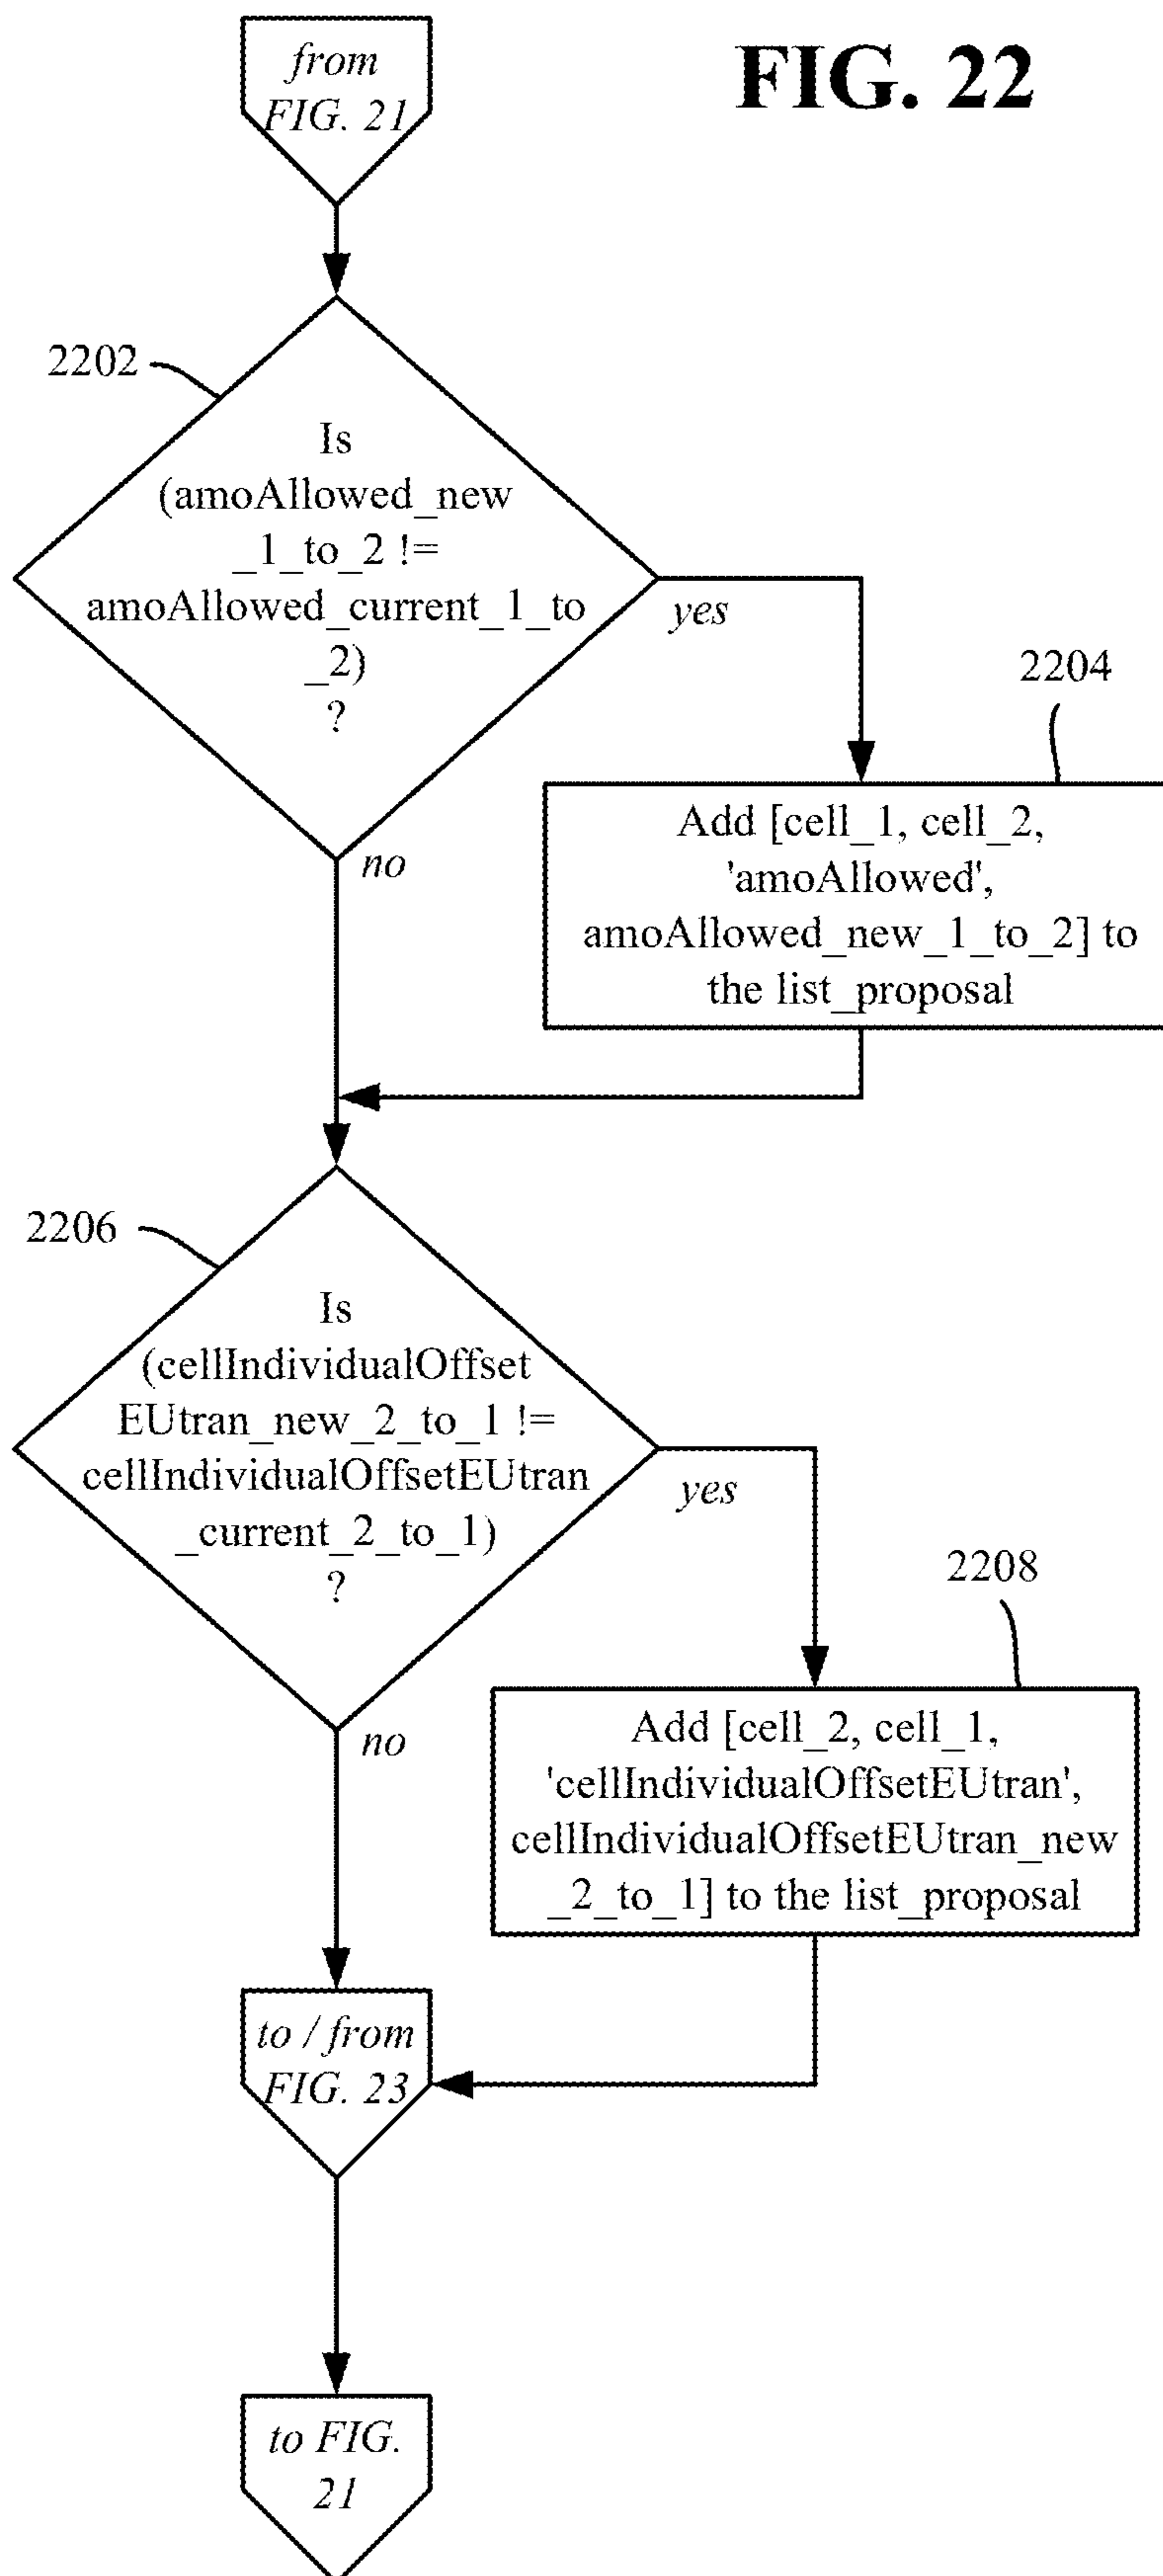 FIG. 22
from
FIG. 21
2202
Is
(amoAllowed_new
_1_to_2 !=
amoAllowed_current_1_to
_2)
?
yes
no
2204
Add [cell_1, cell_2,
'amoAllowed',
amoAllowed_new_1_to_2] to
the list_proposal
2206
Is
(cellIndividualOffset
EUtran_new_2_to_1 !=
cellIndividualOffsetEUtran
_current_2_to_1)
?
yes
no
2208
Add [cell_2, cell_1,
'cellIndividualOffsetEUtran',
cellIndividualOffsetEUtran_new
_2_to_1] to the list_proposal
to / from
FIG. 23
to FIG.
21